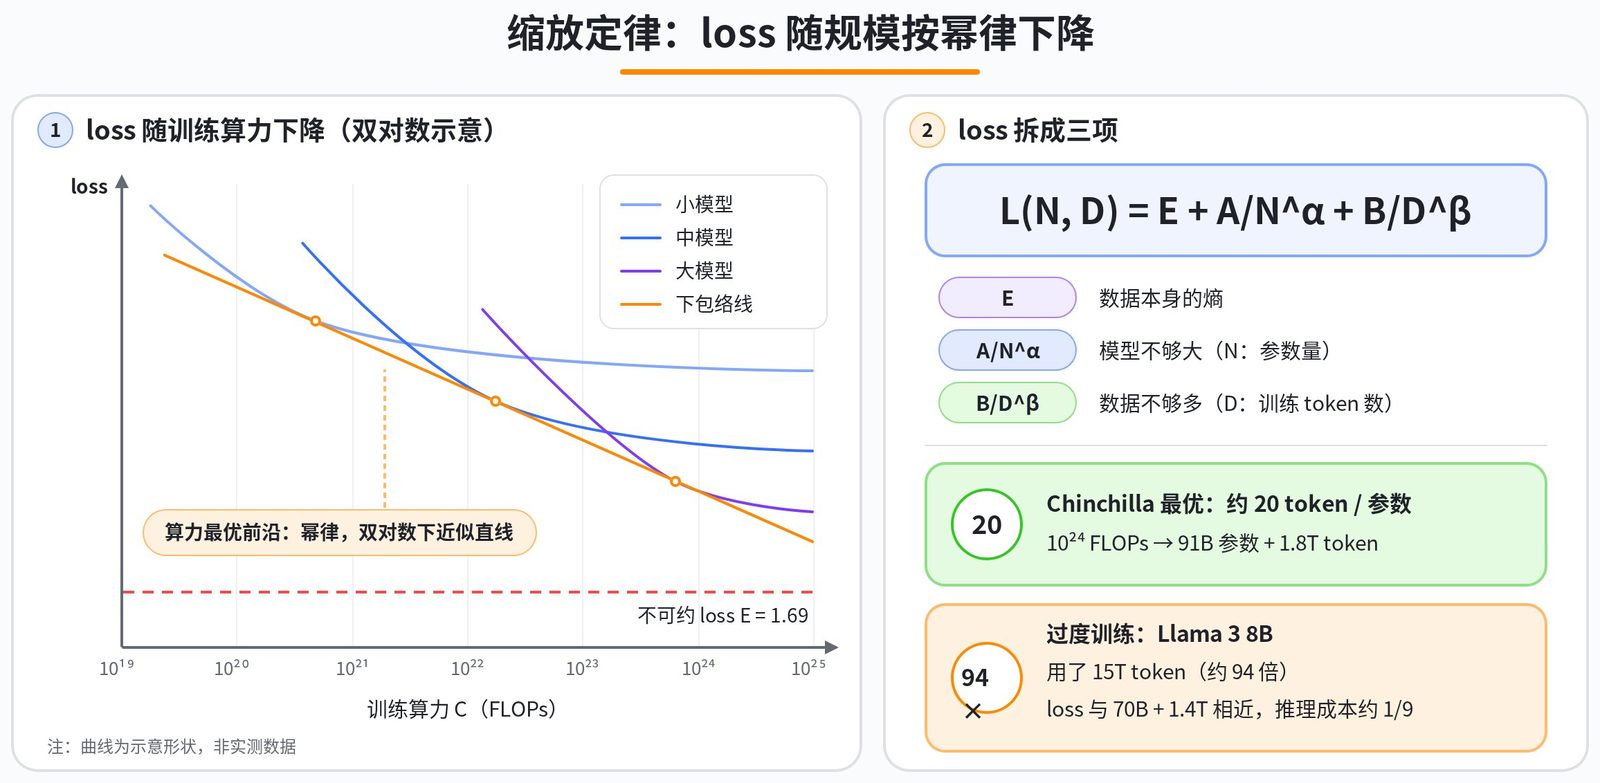 缩放定律：loss 随规模按幂律下降
1 loss 随训练算力下降（双对数示意）
loss
小模型
中模型
大模型
下包络线
算力最优前沿：幂律，双对数下近似直线
不可约 loss E = 1.69
10¹⁹ 10²⁰ 10²¹ 10²² 10²³ 10²⁴ 10²⁵
训练算力 C（FLOPs）
注：曲线为示意形状，非实测数据
2 loss 拆成三项
L(N, D) = E + A/N^α + B/D^β
E 数据本身的熵
A/N^α 模型不够大（N：参数量）
B/D^β 数据不够多（D：训练 token 数）
20
Chinchilla 最优：约 20 token / 参数
10²⁴ FLOPs → 91B 参数 + 1.8T token
94
×
过度训练：Llama 3 8B
用了 15T token（约 94 倍）
loss 与 70B + 1.4T 相近，推理成本约 1/9